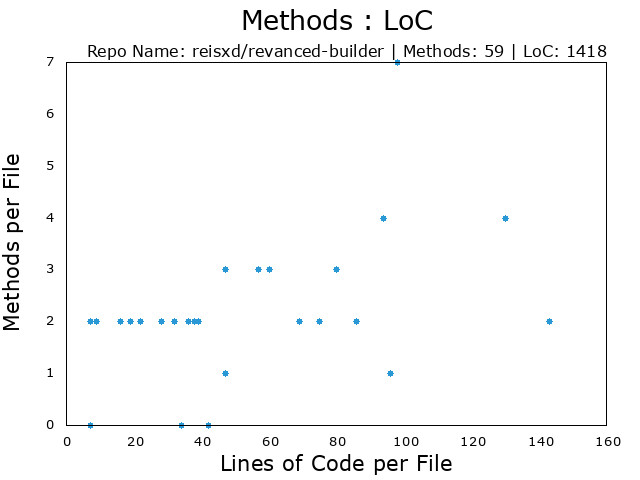 Methods : LoC
Repo Name: reisxd/revanced-builder | Methods: 59 | LoC: 1418
7
6
5
4
3
2
1
0
Methods per File
0 20 40 60 80 100 120 140 160
Lines of Code per File